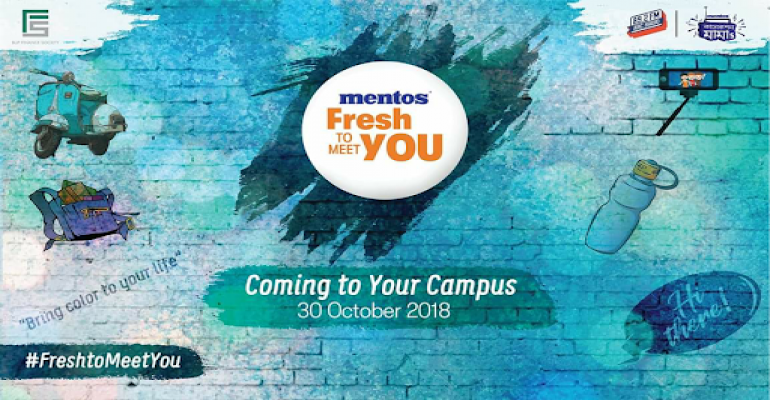 mentos
Fresh
TO
MEET
YOU
Coming to Your Campus
30 October 2018
"Bring color to your life"
Hi
there!
#FreshtoMeetYou